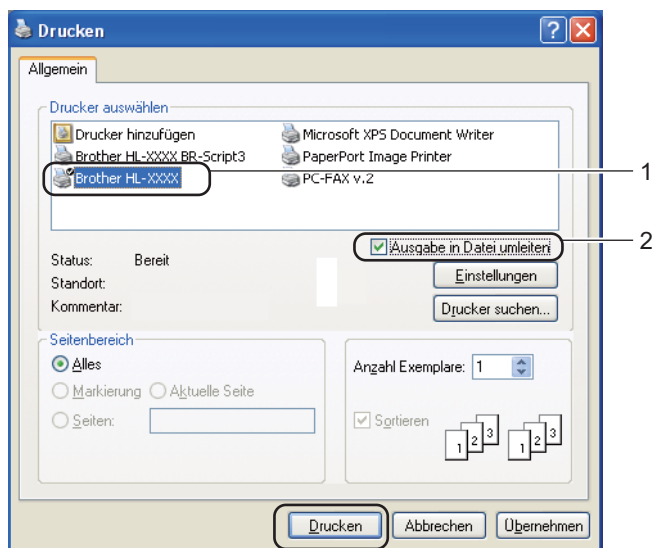 Drucken
Allgemein
Drucker auswählen
Drucker hinzufügen
Microsoft XPS Document Writer
Brother HL-XXXX BR-Script3
PaperPort Image Printer
Brother HL-XXXX
PC-FAX v.2
1
Ausgabe in Datei umleiten
2
Status: Bereit
Einstellungen
Standort:
Kommentar:
Drucker suchen...
Seitenbereich
Alles
Anzahl Exemplare: 1
Markierung Aktuelle Seite
Seiten:
Sortieren
1 2 3 1 2 3
Drucken Abbrechen Übernehmen